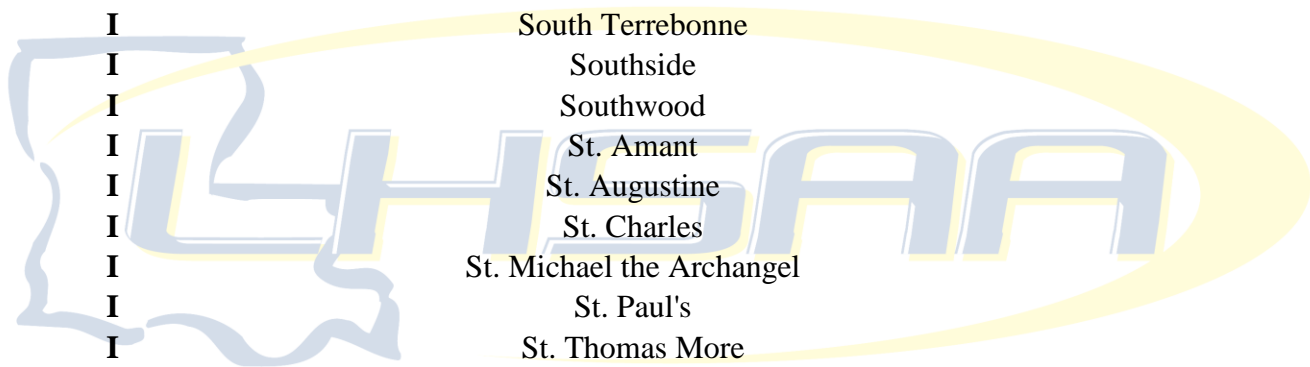 I South Terrebonne
I Southside
I Southwood
I St. Amant
I St. Augustine
I St. Charles
I St. Michael the Archangel
I St. Paul's
I St. Thomas More
LHSAA